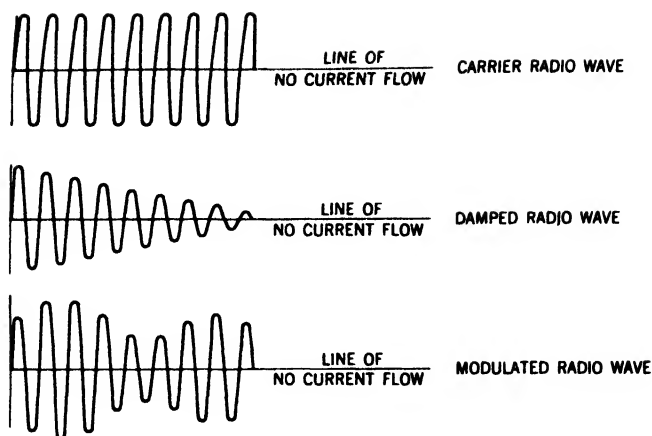 LINE OF
NO CURRENT FLOW
CARRIER RADIO WAVE
LINE OF
NO CURRENT FLOW
DAMPED RADIO WAVE
LINE OF
NO CURRENT FLOW
MODULATED RADIO WAVE